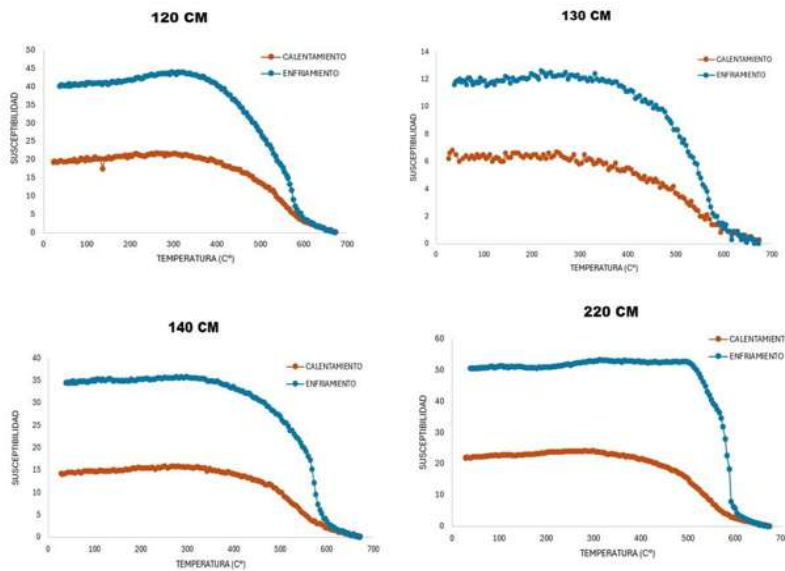 120 CM
50
45
40
35
30
25
20
15
10
5
0
SUSCEPTIBILIDAD
CALENTAMIENTO
ENFRIAMIENTO
0 100 200 300 400 500 600 700
TEMPERATURA (C°)
130 CM
14
12
10
8
6
4
2
0
SUSCEPTIBILIDAD
CALENTAMIENTO
ENFRIAMIENTO
0 100 200 300 400 500 600 700
TEMPERATURA (C°)
140 CM
40
35
30
25
20
15
10
5
0
SUSCEPTIBILIDAD
CALENTAMIENTO
ENFRIAMIENTO
0 100 200 300 400 500 600 700
TEMPERATURA (C°)
220 CM
60
50
40
30
20
10
0
SUSCEPTIBILIDAD
CALENTAMIENTO
ENFRIAMIENTO
0 100 200 300 400 500 600 700
TEMPERATURA (C°)